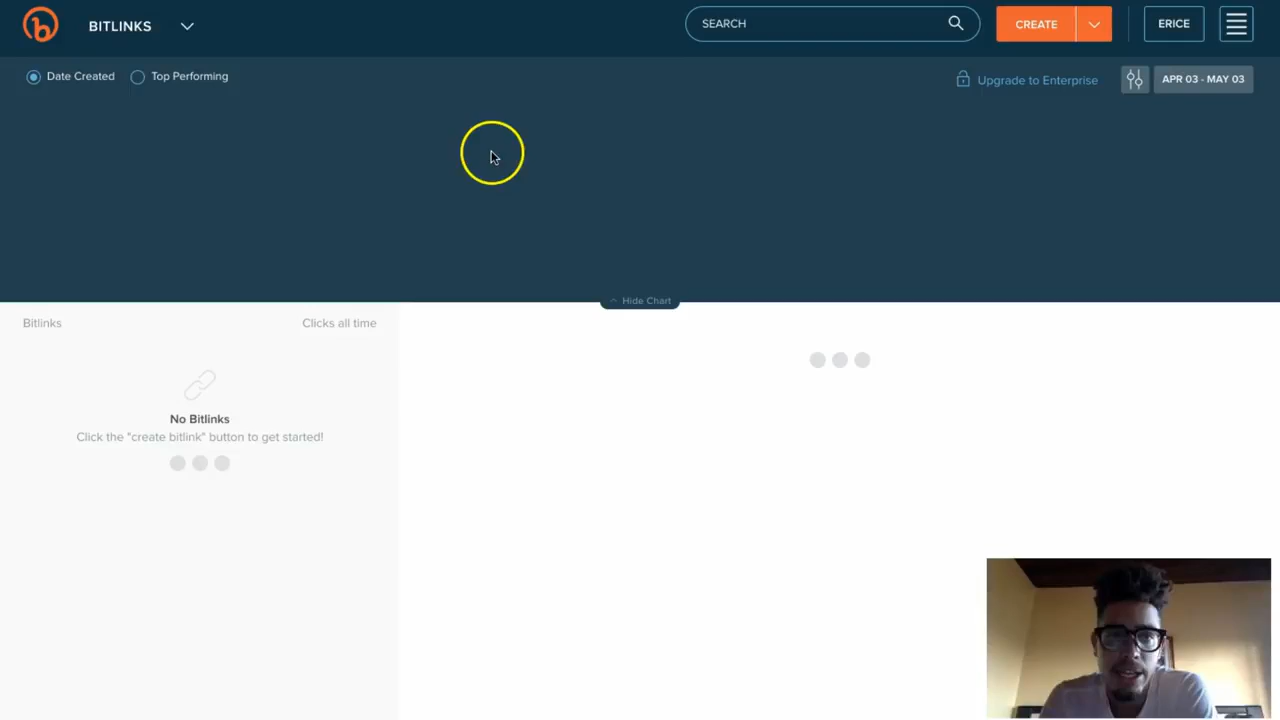 BITLINKS
SEARCH
CREATE
ERICE
Date Created
Top Performing
Upgrade to Enterprise
APR 03 - MAY 03
Hide Chart
Bitlinks
Clicks all time
No Bitlinks
Click the "create bitlink" button to get started!